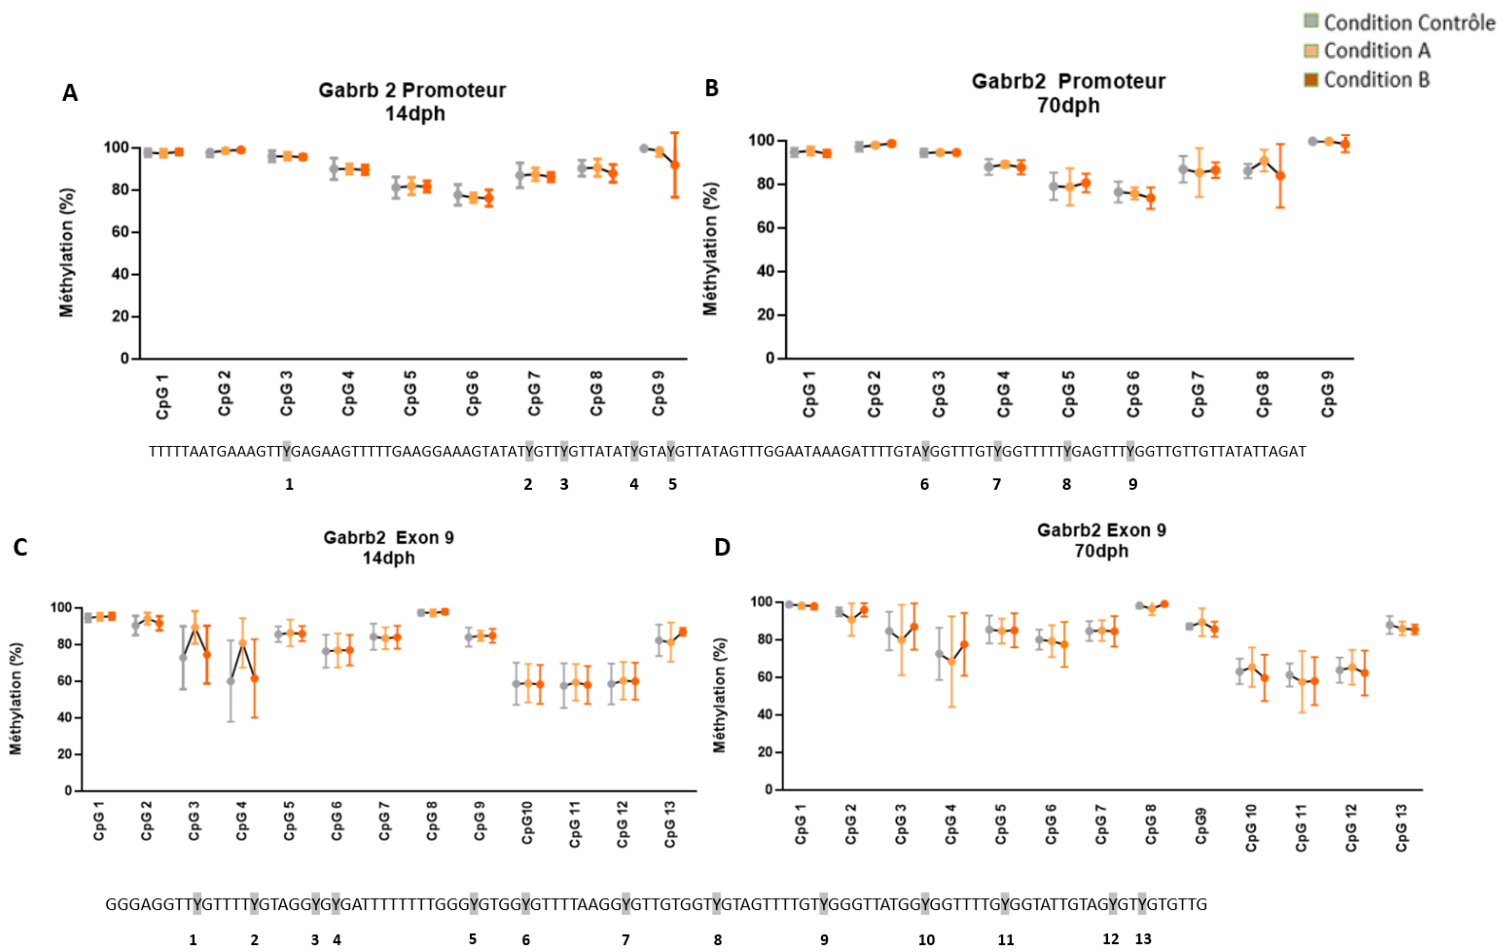 Condition Contrôle
Condition A
Condition B
A
Gabrb 2 Promoteur
14dph
Méthylation (%)
100
80
60
40
20
0
CpG 1
CpG 2
CpG 3
CpG 4
CpG 5
CpG 6
CpG 7
CpG 8
CpG 9
B
Gabrb2 Promoteur
70dph
Méthylation (%)
100
80
60
40
20
0
CpG 1
CpG 2
CpG 3
CpG 4
CpG 5
CpG 6
CpG 7
CpG 8
CpG 9
TTTTTAATGAAAGTTYGAGAAGTTTTTGAAGGAAAGTATATYGTTYGTTATATYGTAYGTTATAGTTTGGAATAAAGATTTTGTAYGGTTTGTYGGTTTTTYGAGTTTYGGTTGTTGTTATATTAGAT
1 2 3 4 5 6 7 8 9
C
Gabrb2 Exon 9
14dph
Méthylation (%)
100
80
60
40
20
0
CpG 1
CpG 2
CpG 3
CpG 4
CpG 5
CpG 6
CpG 7
CpG 8
CpG 9
CpG10
CpG 11
CpG 12
CpG 13
D
Gabrb2 Exon 9
70dph
Méthylation (%)
100
80
60
40
20
0
CpG 1
CpG 2
CpG 3
CpG 4
CpG 5
CpG 6
CpG 7
CpG 8
CpG9
CpG 10
CpG 11
CpG 12
CpG 13
GGGAGGTTYGTTTTYGTAGGYGYGATTTTTTTTGGGYGTGGYGTTTTAAGGYGTTGTGGTYGTAGTTTTGTYGGGTTATGGYGGTTTTGYGGTATTGTAGYGTYGTGTTG
1 2 3 4 5 6 7 8 9 10 11 12 13